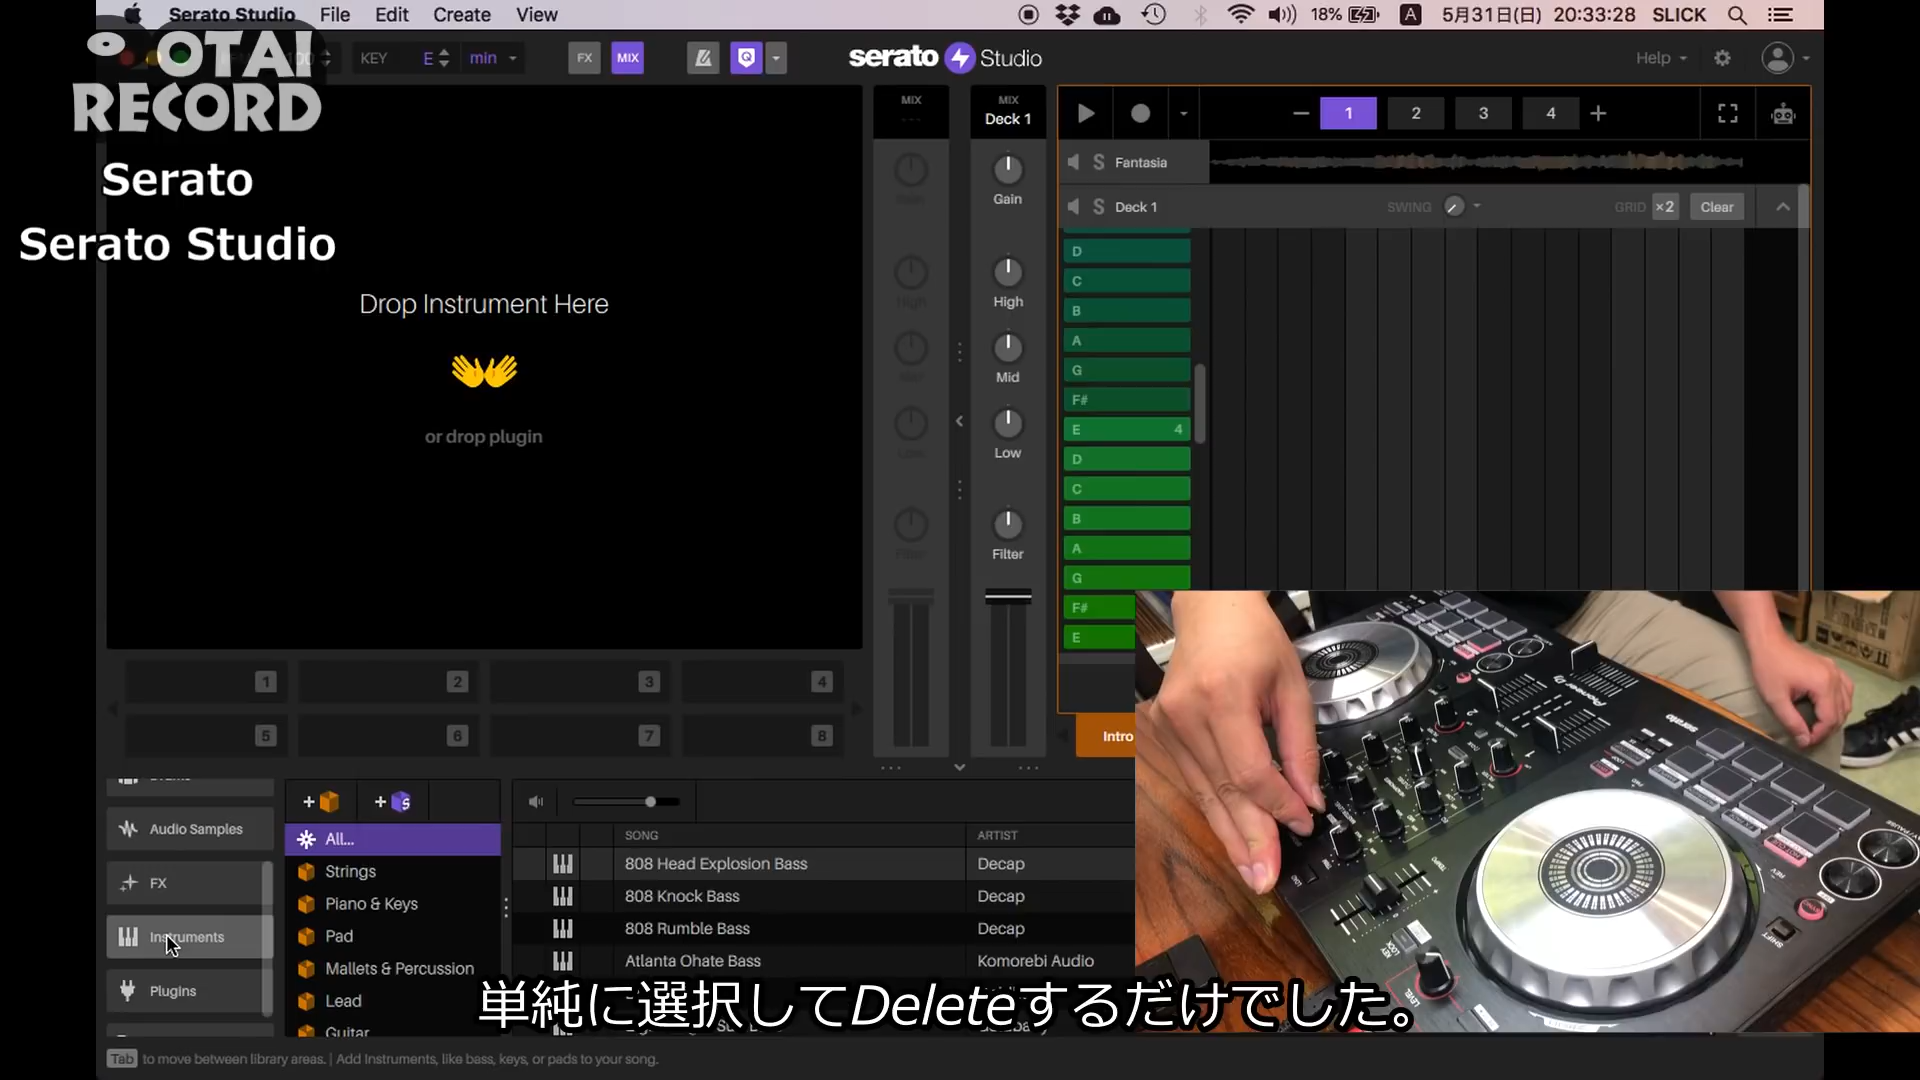 Serato Studio File Edit Create View 18% A 5月31日(日) 20:33:28 SLICK
OTAI
RECORD
KEY E min FX MIX serato Studio Help
Serato
Serato Studio
MIX
MIX
Deck 1
1 2 3 4
S Fantasia
S Deck 1 SWING GRID ×2 Clear
Gain
High
Mid
Low
Filter
Drop Instrument Here
or drop plugin
D
C
B
A
G
F#
E 4
D
C
B
A
G
F#
E
Intro
1 2 3 4
5 6 7 8
Audio Samples
FX
Instruments
Plugins
All...
Strings
Piano & Keys
Pad
Mallets & Percussion
Lead
Guitar
SONG ARTIST
808 Head Explosion Bass Decap
808 Knock Bass Decap
808 Rumble Bass Decap
Atlanta Ohate Bass Komorebi Audio
Pioneer Dj
serato
SHIFT
LEVEL
単純に選択してDeleteするだけでした。
Tab to move between library areas. | Add Instruments, like bass, keys, or pads to your song.